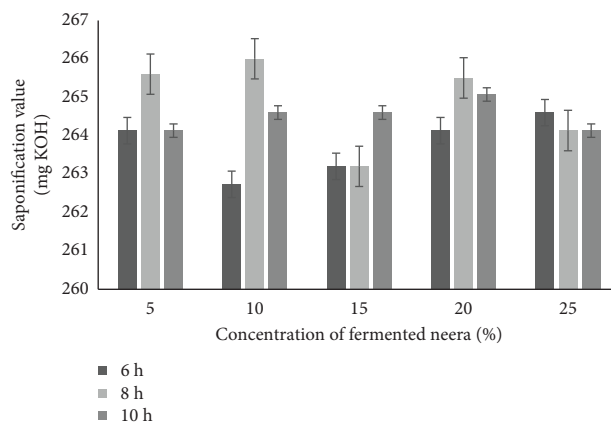 267
266
265
264
263
262
261
260
Saponification value
(mg KOH)
5
10
15
20
25
Concentration of fermented neera (%)
6 h
8 h
10 h